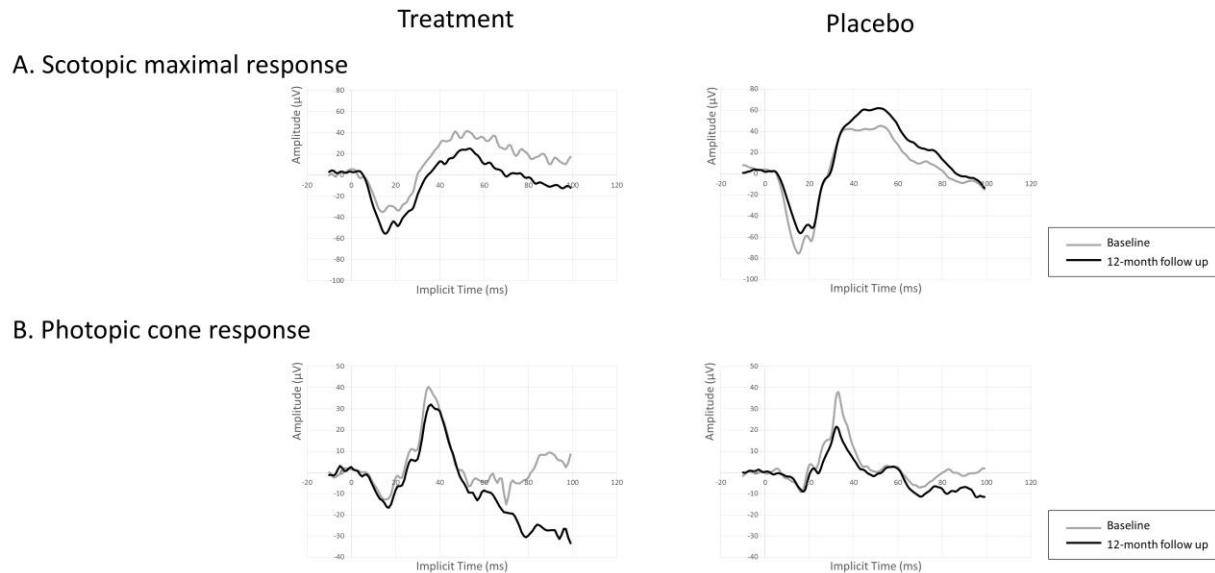 Treatment
Placebo
A. Scotopic maximal response
Amplitude (µV)
80
60
40
20
0
-20
-40
-60
-80
-100
-20 0 20 40 60 80 100 120
Implicit Time (ms)
Amplitude (µV)
80
60
40
20
0
-20
-40
-60
-80
-100
-20 0 20 40 60 80 100 120
Implicit Time (ms)
Baseline
12-month follow up
B. Photopic cone response
Amplitude (µV)
50
40
30
20
10
0
-10
-20
-30
-40
-20 0 20 40 60 80 100 120
Implicit Time (ms)
Amplitude (µV)
50
40
30
20
10
0
-10
-20
-30
-40
-20 0 20 40 60 80 100 120
Implicit Time (ms)
Baseline
12-month follow up